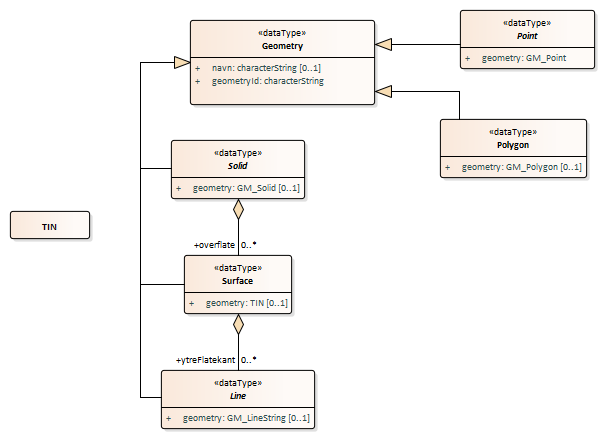 «dataType»
Geometry
+ navn: characterString [0..1]
+ geometryId: characterString
«dataType»
Point
+ geometry: GM_Point
«dataType»
Polygon
+ geometry: GM_Polygon [0..1]
«dataType»
Solid
+ geometry: GM_Solid [0..1]
+overflate 0..*
TIN
«dataType»
Surface
+ geometry: TIN [0..1]
+ytreFlatekant 0..*
«dataType»
Line
+ geometry: GM_LineString [0..1]